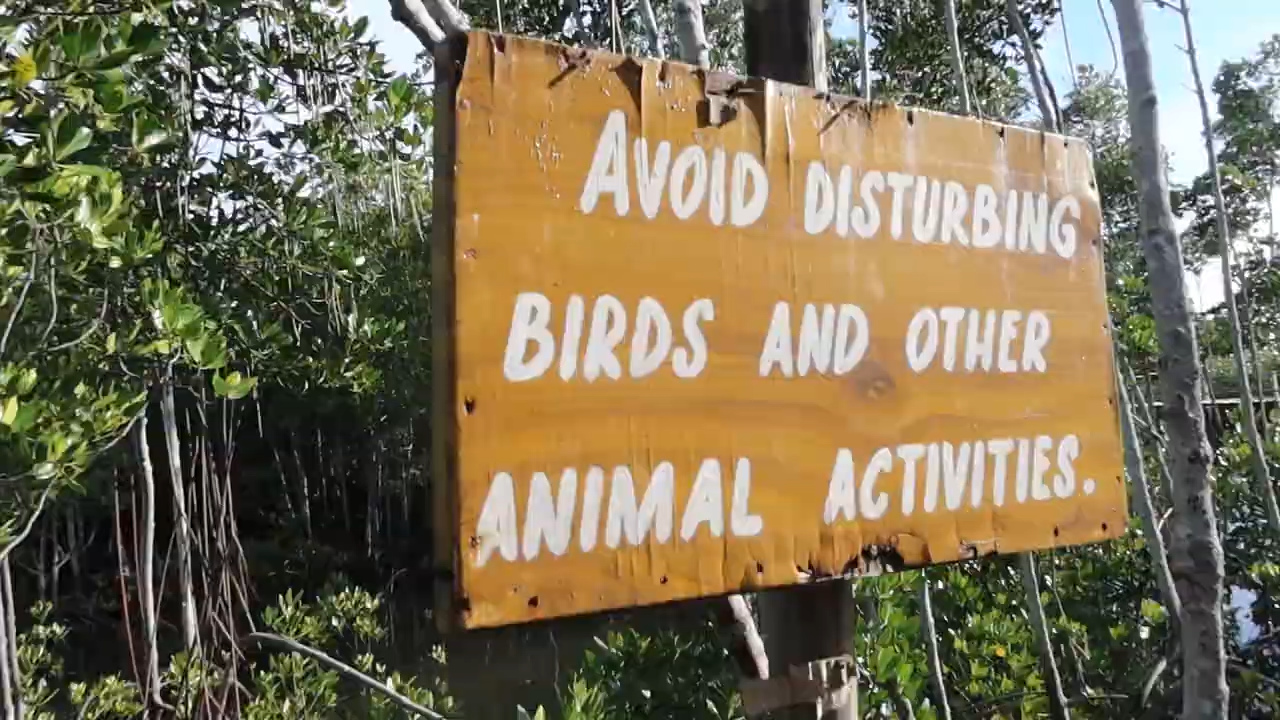 AVOID DISTURBING
BIRDS AND OTHER
ANIMAL ACTIVITIES.